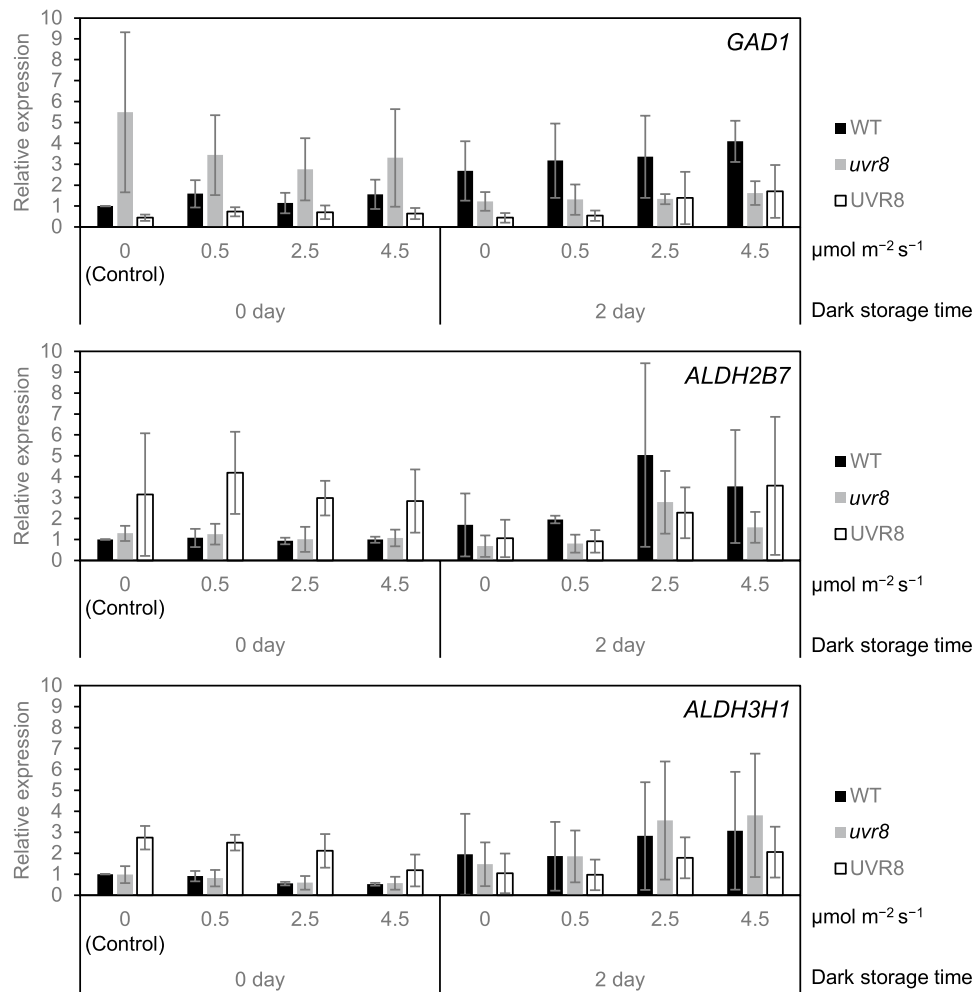 10
9
8
7
6
5
4
3
2
1
0
Relative expression
GAD1
WT
uvr8
UVR8
0 0.5 2.5 4.5 0 0.5 2.5 4.5 µmol m⁻² s⁻¹
(Control)
0 day 2 day Dark storage time
10
9
8
7
6
5
4
3
2
1
0
Relative expression
ALDH2B7
WT
uvr8
UVR8
0 0.5 2.5 4.5 0 0.5 2.5 4.5 µmol m⁻² s⁻¹
(Control)
0 day 2 day Dark storage time
10
9
8
7
6
5
4
3
2
1
0
Relative expression
ALDH3H1
WT
uvr8
UVR8
0 0.5 2.5 4.5 0 0.5 2.5 4.5 µmol m⁻² s⁻¹
(Control)
0 day 2 day Dark storage time